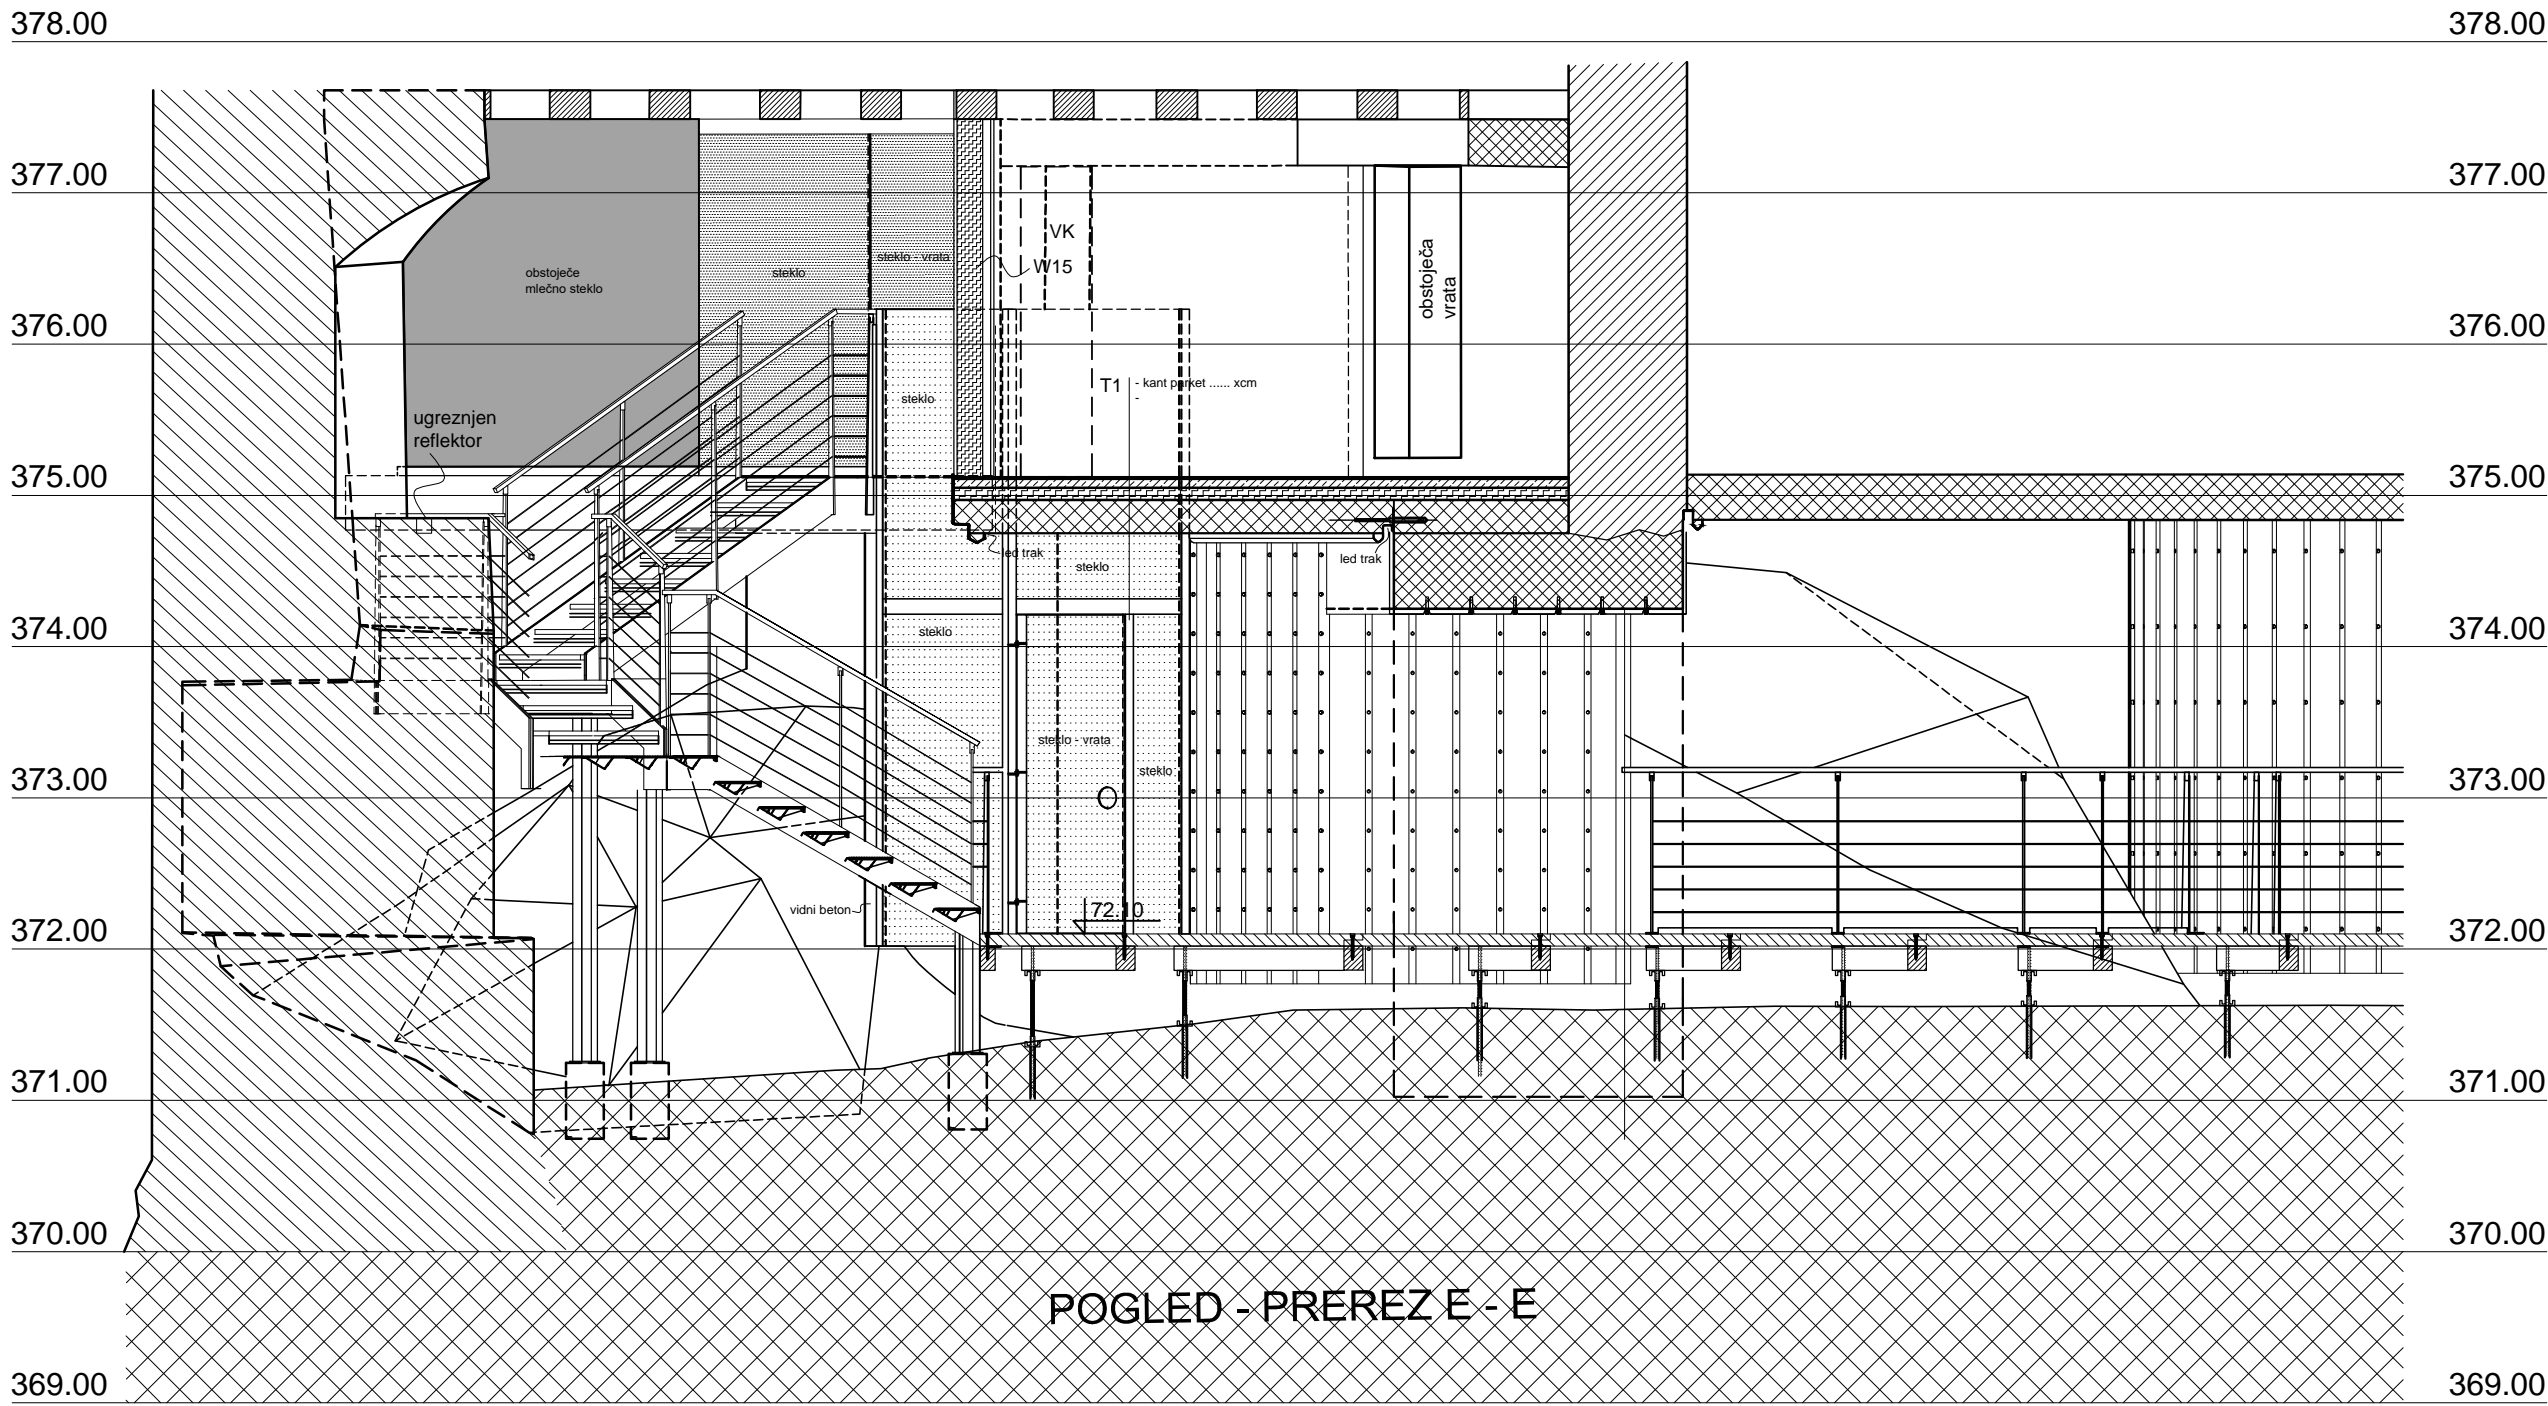 378.00
378.00
377.00
377.00
VK
steklo - vrata
W15
obstoječe
mlečno steklo
steklo
obstoječa
vrata
376.00
376.00
T1
- kant parket ...... xcm
-
steklo
ugreznjen
reflektor
375.00
375.00
led trak
led trak
steklo
374.00
374.00
steklo
steklo - vrata
steklo
373.00
373.00
vidni beton
72.10
372.00
372.00
371.00
371.00
370.00
370.00
POGLED - PREREZ E - E
369.00
369.00